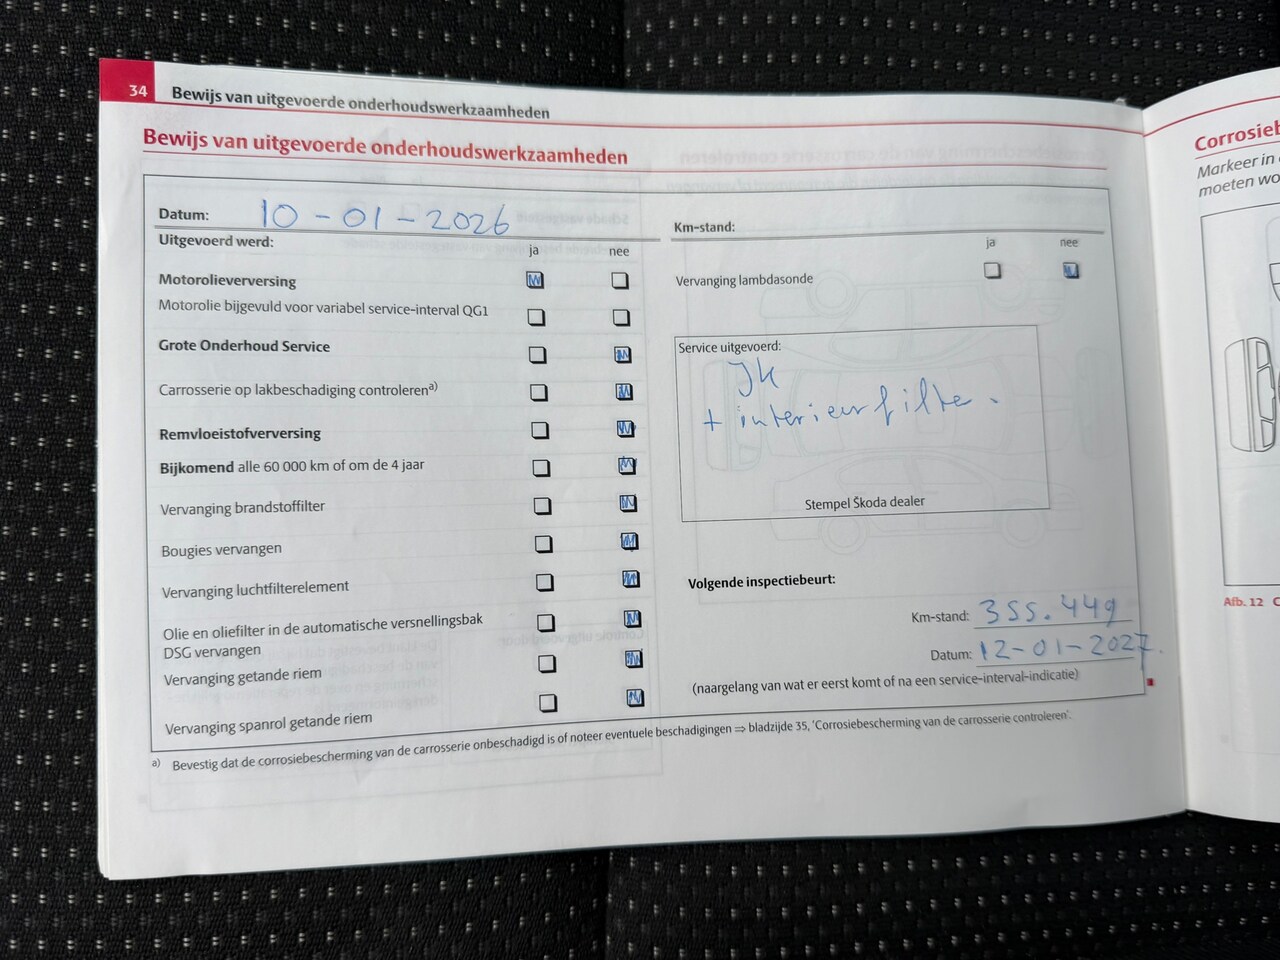 34 Bewijs van uitgevoerde onderhoudswerkzaamheden
Bewijs van uitgevoerde onderhoudswerkzaamheden
Datum: 10-01-2026
Uitgevoerd werd:
ja nee
Motorolieverversing
Motorolie bijgevuld voor variabel service-interval QG1
Grote Onderhoud Service
Carrosserie op lakbeschadiging controleren a)
Remvloeistofverversing
Bijkomend alle 60 000 km of om de 4 jaar
Vervanging brandstoffilter
Bougies vervangen
Vervanging luchtfilterelement
Olie en oliefilter in de automatische versnellingsbak
DSG vervangen
Vervanging getande riem
Vervanging spanrol getande riem
Km-stand:
ja nee
Vervanging lambdasonde
Service uitgevoerd:
JK
+ interieurfilter.
Stempel Škoda dealer
Volgende inspectiebeurt:
Km-stand: 355.449
Datum: 12-01-2027.
(naargelang van wat er eerst komt of na een service-interval-indicatie)
a) Bevestig dat de corrosiebescherming van de carrosserie onbeschadigd is of noteer eventuele beschadigingen ⇒ bladzijde 35, 'Corrosiebescherming van de carrosserie controleren'.
Markeer in
moeten
Afb. 12